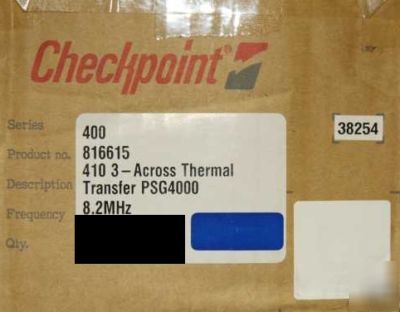 Checkpoint
Series 400
38254
Product no. 816615
Description 410 3-Across Thermal
Transfer PSG4000
Frequency 8.2MHz
Qty.